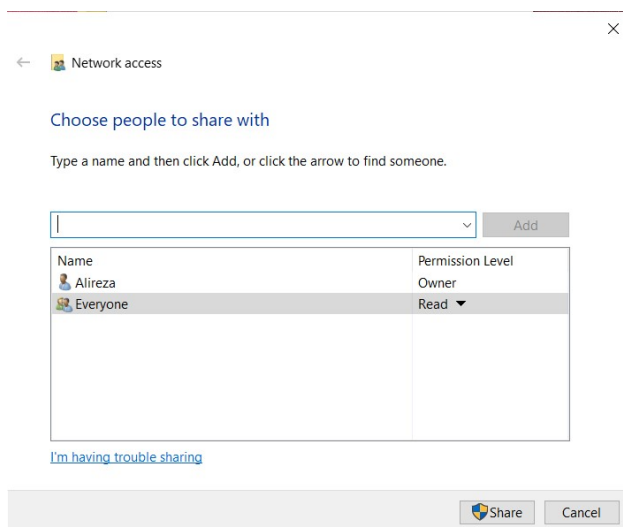 Network access
Choose people to share with
Type a name and then click Add, or click the arrow to find someone.
Add
Name Permission Level
Alireza Owner
Everyone Read
I'm having trouble sharing
Share Cancel